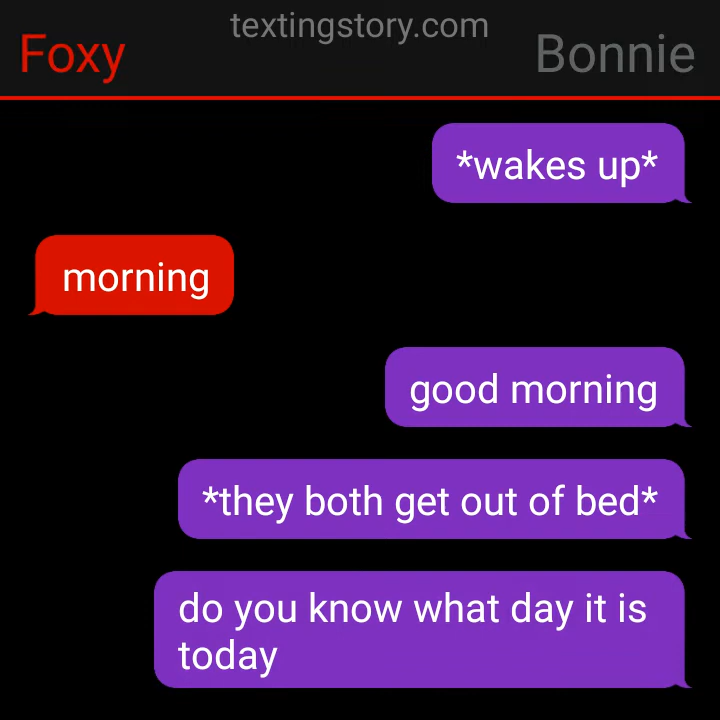 textingstory.com
Foxy
Bonnie
*wakes up*
morning
good morning
*they both get out of bed*
do you know what day it is
today